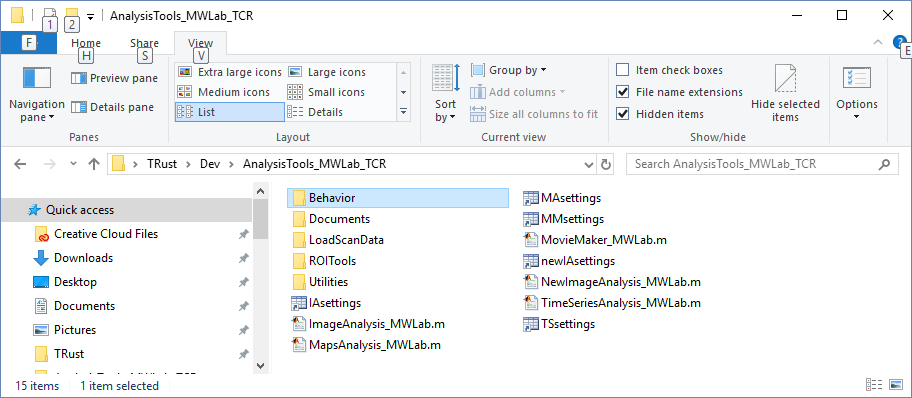 1 2 AnalysisTools_MWLab_TCR
F Home Share View
H S V E
Navigation pane
Preview pane
Details pane
Panes
Extra large icons Large icons
Medium icons Small icons
List Details
Layout
Sort by
Group by
Add columns
Size all columns to fit
Current view
Item check boxes
File name extensions
Hidden items
Hide selected items
Show/hide
Options
TRust Dev AnalysisTools_MWLab_TCR
Search AnalysisTools_MWLab_TCR
Quick access
Creative Cloud Files
Downloads
Desktop
Documents
Pictures
TRust
Behavior
Documents
LoadScanData
ROITools
Utilities
IAsettings
ImageAnalysis_MWLab.m
MapsAnalysis_MWLab.m
MAsettings
MMsettings
MovieMaker_MWLab.m
newIAsettings
NewImageAnalysis_MWLab.m
TimeSeriesAnalysis_MWLab.m
TSsettings
15 items 1 item selected